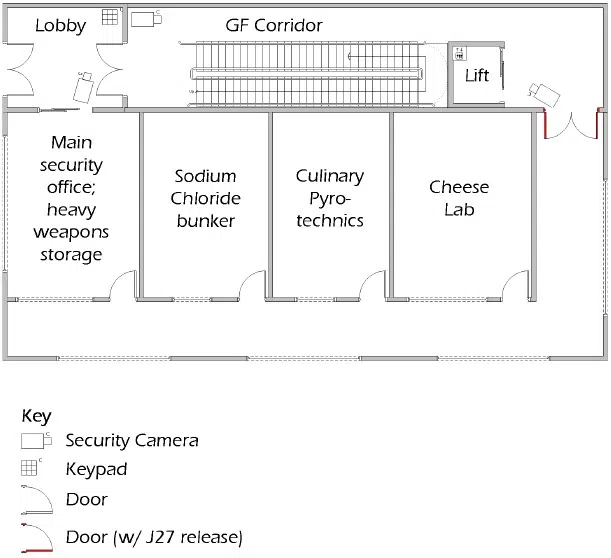 Lobby
GF Corridor
Lift
Main
security
office;
heavy
weapons
storage
Sodium
Chloride
bunker
Culinary
Pyro-
technics
Cheese
Lab
Key
Security Camera
Keypad
Door
Door (w/ J27 release)